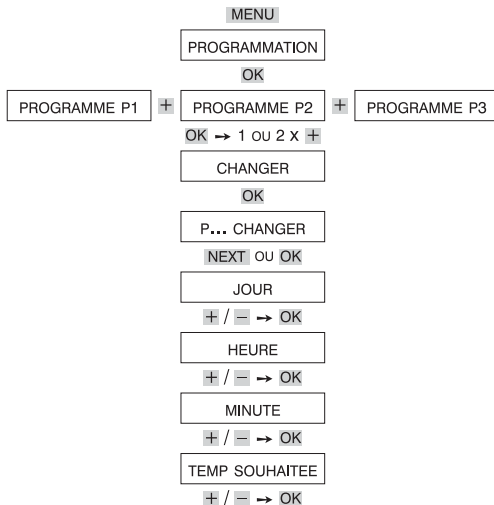 MENU
PROGRAMMATION
OK
PROGRAMME P1 + PROGRAMME P2 + PROGRAMME P3
OK → 1 OU 2 x +
CHANGER
OK
P... CHANGER
NEXT OU OK
JOUR
+ / − → OK
HEURE
+ / − → OK
MINUTE
+ / − → OK
TEMP SOUHAITEE
+ / − → OK